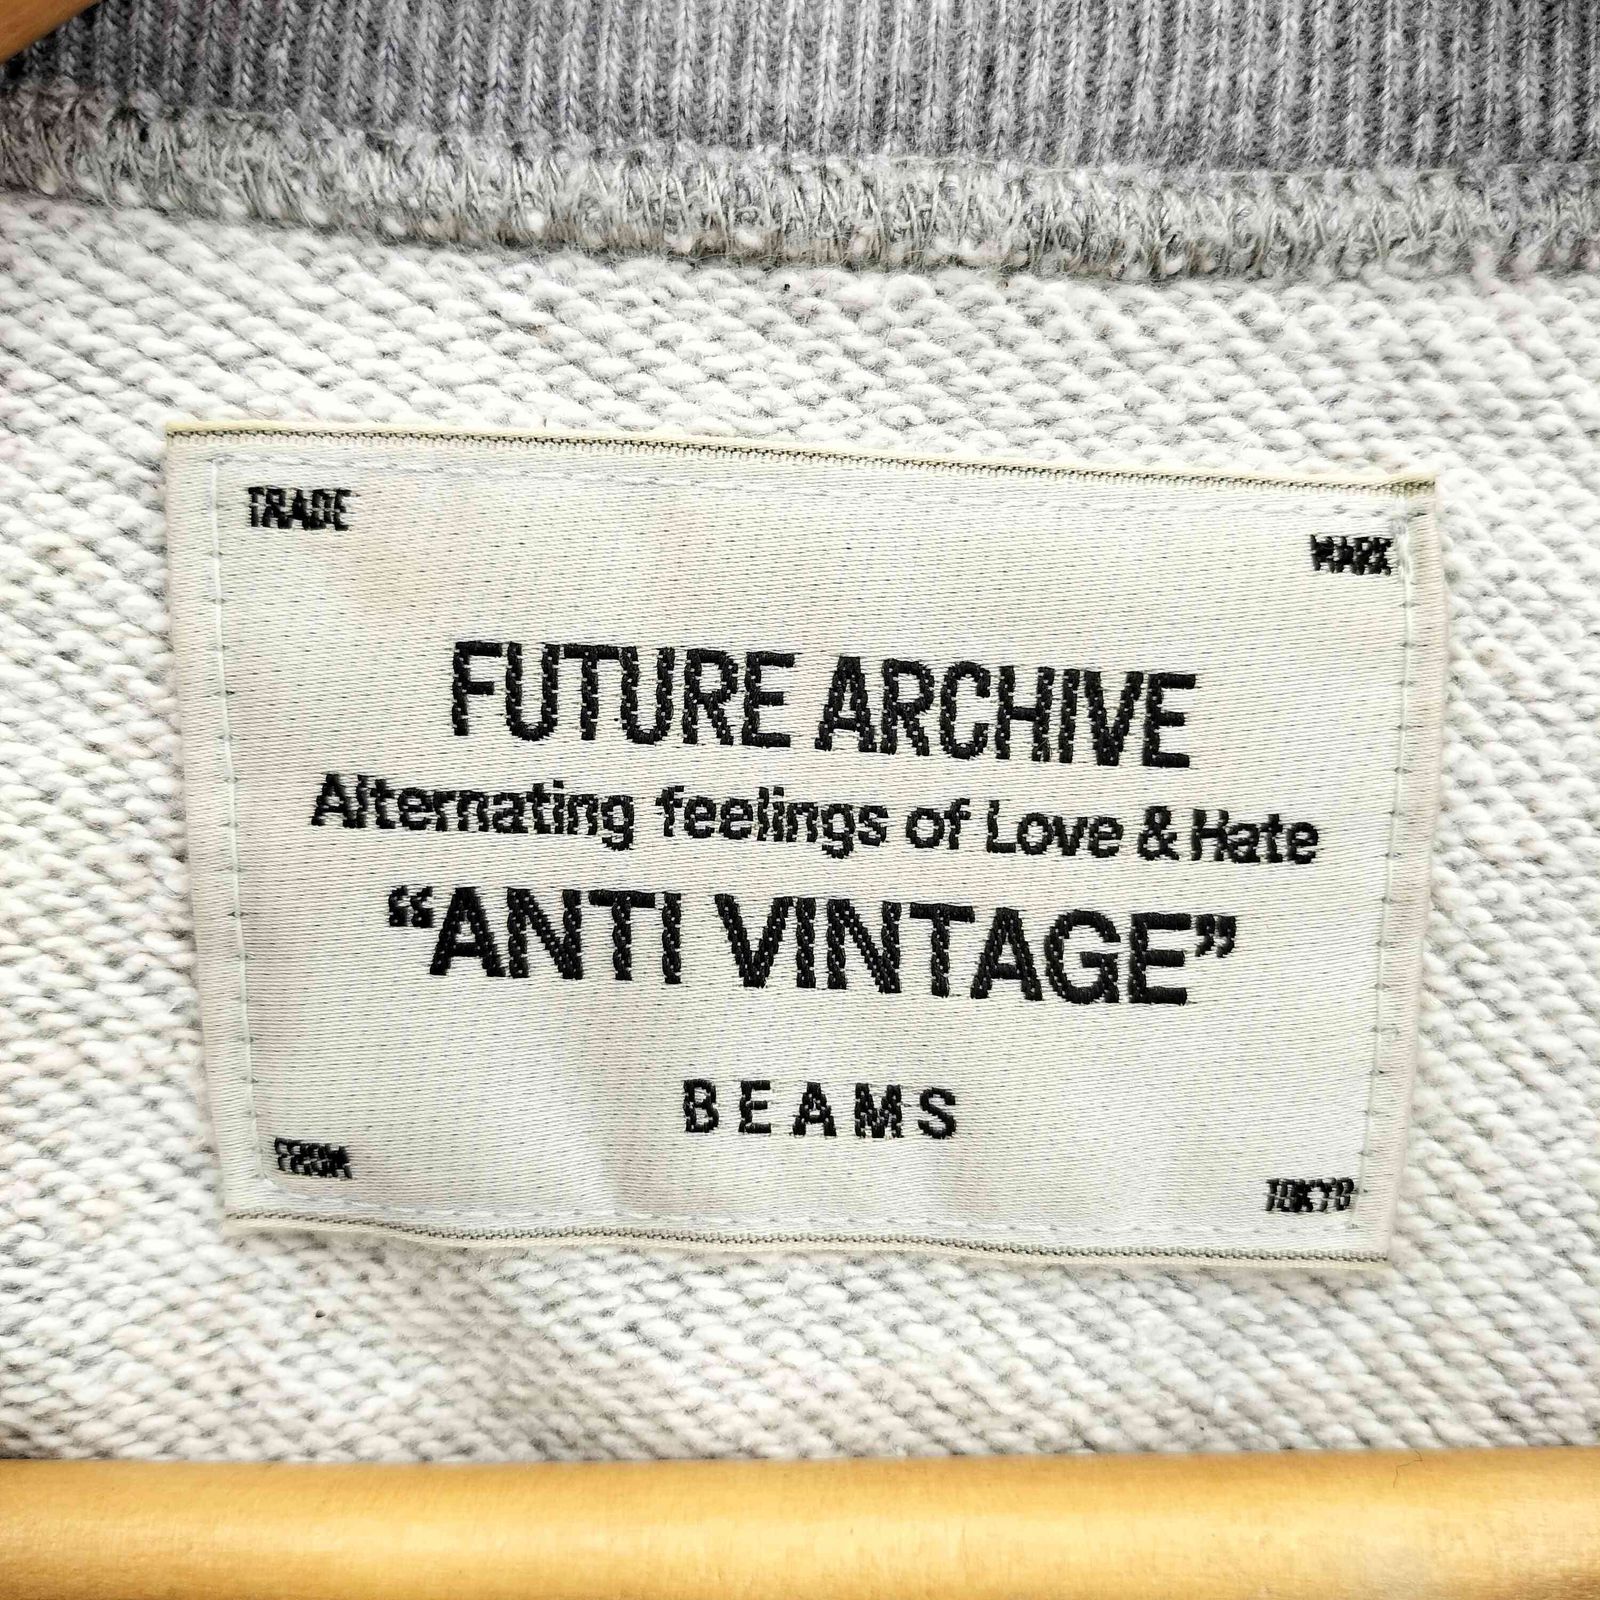 TRADE MARK
FUTURE ARCHIVE
Alternating feelings of Love & Hate
“ANTI VINTAGE”
BEAMS
FROM TOKYO